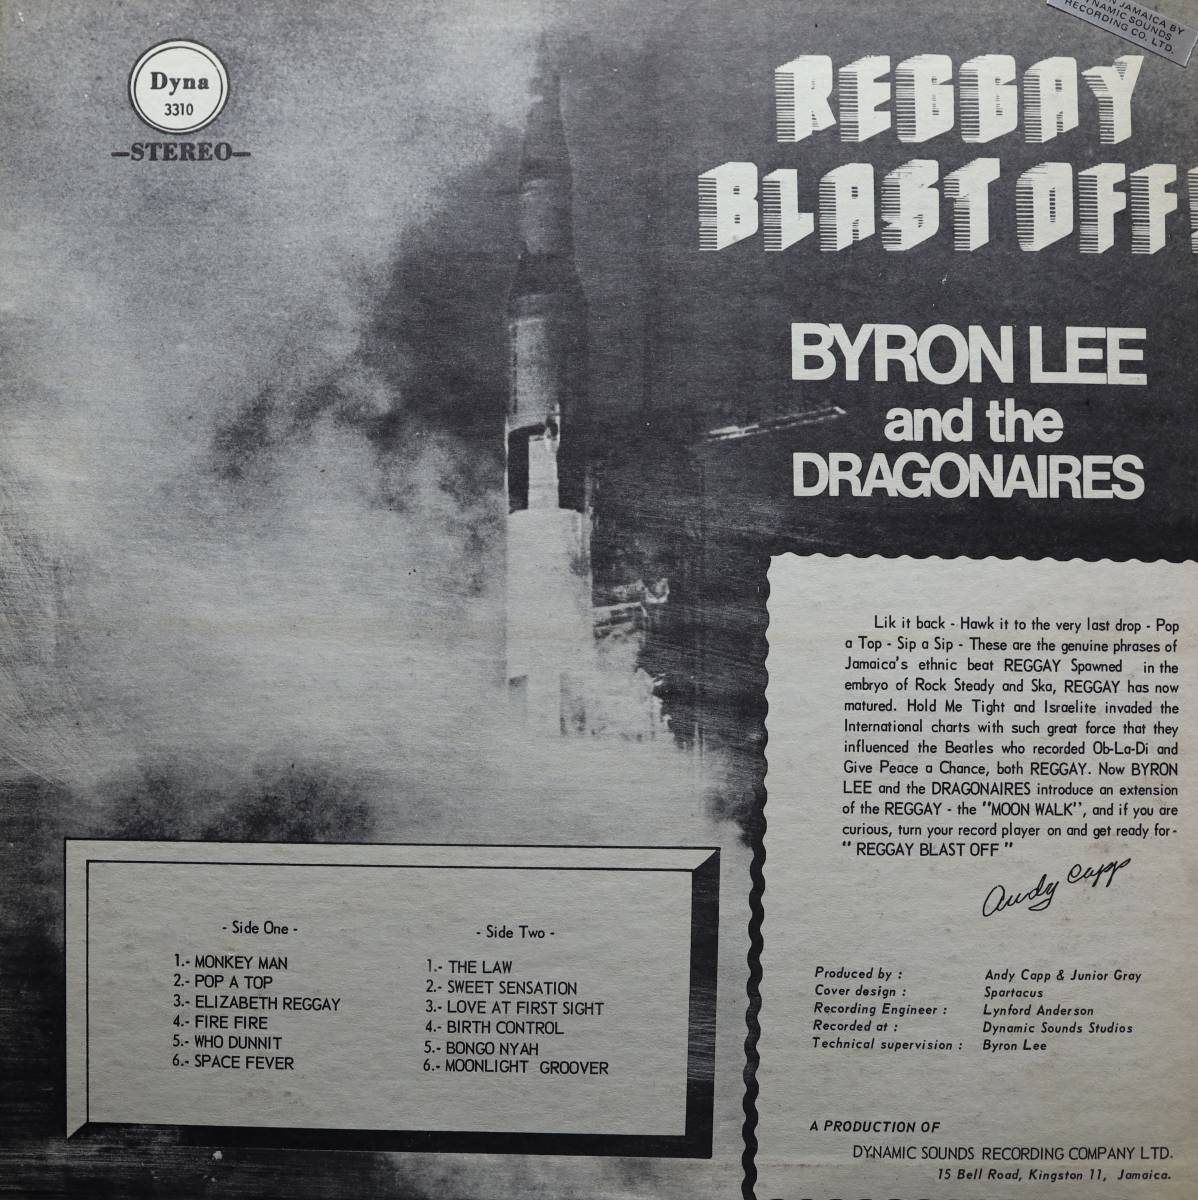 Dyna
3310
-STEREO-
JAMAICA BY
DYNAMIC SOUNDS
RECORDING CO. LTD.
REGGAY
BLAST OFF!
BYRON LEE
and the
DRAGONAIRES
Lik it back - Hawk it to the very last drop - Pop
a Top - Sip a Sip - These are the genuine phrases of
Jamaica's ethnic beat REGGAY Spawned in the
embryo of Rock Steady and Ska, REGGAY has now
matured. Hold Me Tight and Israelite invaded the
International charts with such great force that they
influenced the Beatles who recorded Ob-La-Di and
Give Peace a Chance, both REGGAY. Now BYRON
LEE and the DRAGONAIRES introduce an extension
of the REGGAY - the "MOON WALK", and if you are
curious, turn your record player on and get ready for-
" REGGAY BLAST OFF "
Andy Capp
- Side One -
1.- MONKEY MAN
2.- POP A TOP
3.- ELIZABETH REGGAY
4.- FIRE FIRE
5.- WHO DUNNIT
6.- SPACE FEVER
- Side Two -
1.- THE LAW
2.- SWEET SENSATION
3.- LOVE AT FIRST SIGHT
4.- BIRTH CONTROL
5.- BONGO NYAH
6.- MOONLIGHT GROOVER
Produced by : Andy Capp & Junior Gray
Cover design : Spartacus
Recording Engineer : Lynford Anderson
Recorded at : Dynamic Sounds Studios
Technical supervision : Byron Lee
A PRODUCTION OF
DYNAMIC SOUNDS RECORDING COMPANY LTD.
15 Bell Road, Kingston 11, Jamaica.